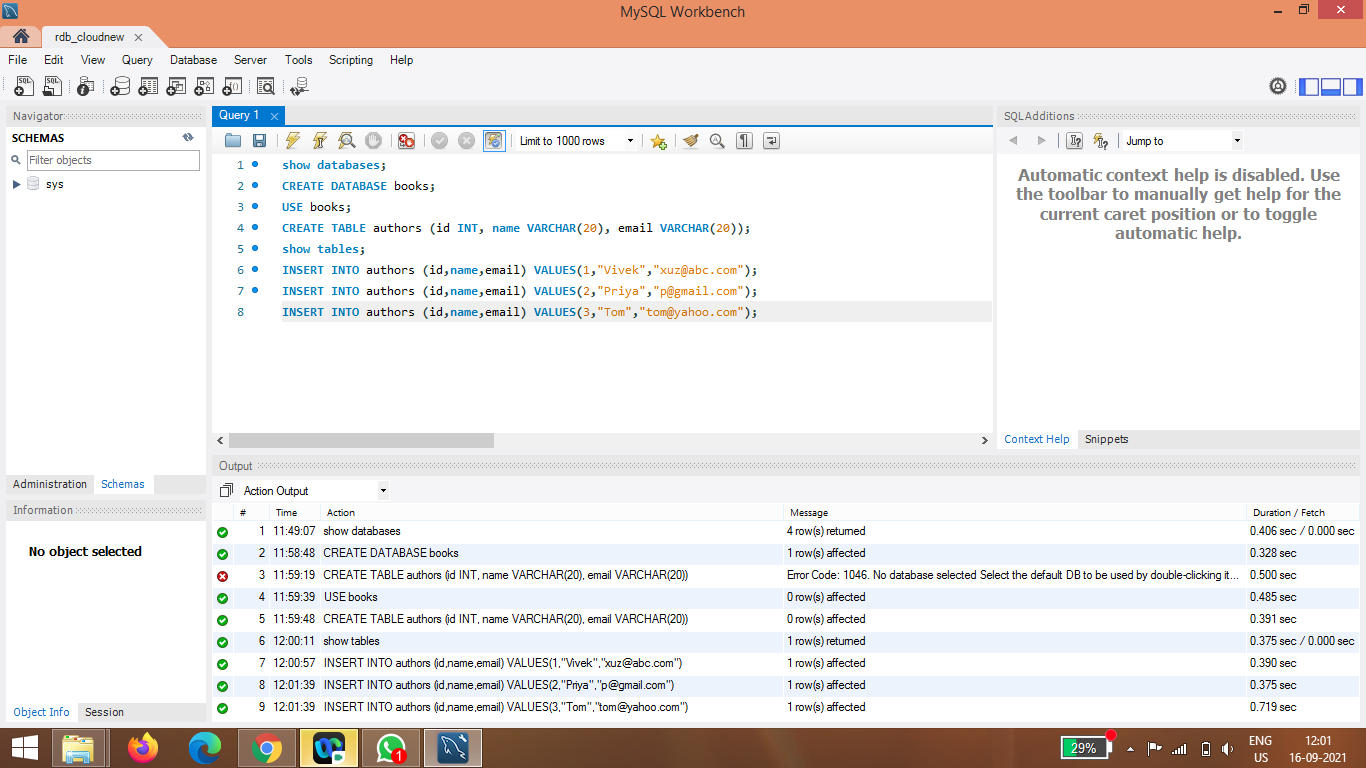 MySQL Workbench
rdb_cloudnew
File Edit View Query Database Server Tools Scripting Help
Navigator
SCHEMAS
Filter objects
sys
Administration Schemas
Information
No object selected
Object Info Session
Query 1
Limit to 1000 rows
1 show databases;
2 CREATE DATABASE books;
3 USE books;
4 CREATE TABLE authors (id INT, name VARCHAR(20), email VARCHAR(20));
5 show tables;
6 INSERT INTO authors (id,name,email) VALUES(1,"Vivek","xuz@abc.com");
7 INSERT INTO authors (id,name,email) VALUES(2,"Priya","p@gmail.com");
8 INSERT INTO authors (id,name,email) VALUES(3,"Tom","tom@yahoo.com");
SQLAdditions
Jump to
Automatic context help is disabled. Use
the toolbar to manually get help for the
current caret position or to toggle
automatic help.
Context Help Snippets
Output
Action Output
# Time Action Message Duration / Fetch
1 11:49:07 show databases 4 row(s) returned 0.406 sec / 0.000 sec
2 11:58:48 CREATE DATABASE books 1 row(s) affected 0.328 sec
3 11:59:19 CREATE TABLE authors (id INT, name VARCHAR(20), email VARCHAR(20)) Error Code: 1046. No database selected Select the default DB to be used by double-clicking it... 0.500 sec
4 11:59:39 USE books 0 row(s) affected 0.485 sec
5 11:59:48 CREATE TABLE authors (id INT, name VARCHAR(20), email VARCHAR(20)) 0 row(s) affected 0.391 sec
6 12:00:11 show tables 1 row(s) returned 0.375 sec / 0.000 sec
7 12:00:57 INSERT INTO authors (id,name,email) VALUES(1,"Vivek","xuz@abc.com") 1 row(s) affected 0.390 sec
8 12:01:39 INSERT INTO authors (id,name,email) VALUES(2,"Priya","p@gmail.com") 1 row(s) affected 0.375 sec
9 12:01:39 INSERT INTO authors (id,name,email) VALUES(3,"Tom","tom@yahoo.com") 1 row(s) affected 0.719 sec
1
29%
ENG
US
12:01
16-09-2021